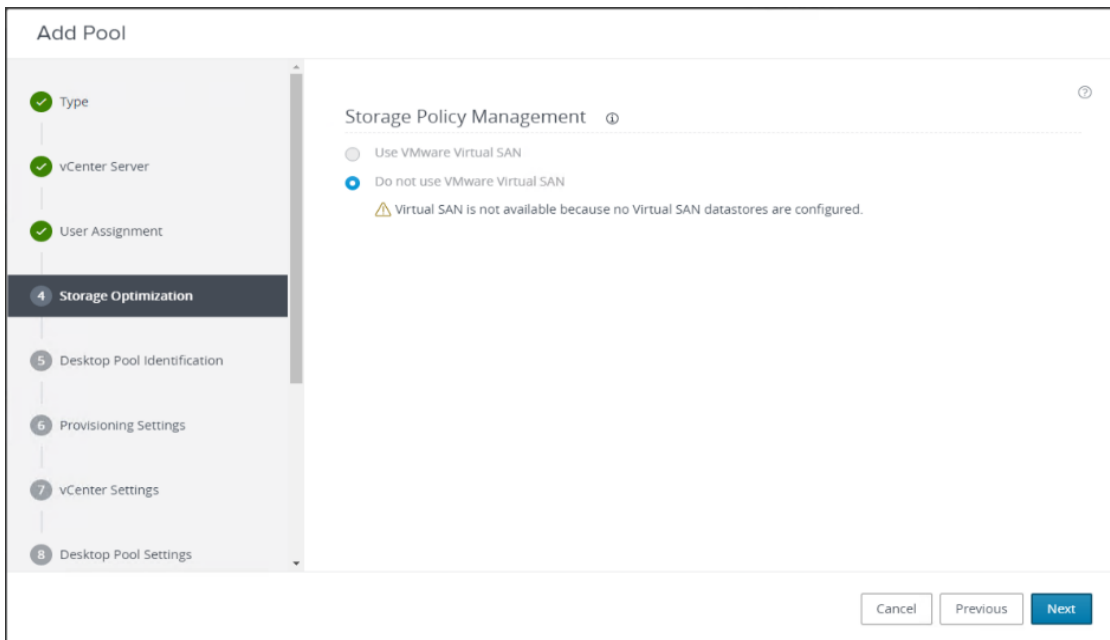 Add Pool
Type
vCenter Server
User Assignment
4 Storage Optimization
5 Desktop Pool Identification
6 Provisioning Settings
7 vCenter Settings
8 Desktop Pool Settings
Storage Policy Management
Use VMware Virtual SAN
Do not use VMware Virtual SAN
Virtual SAN is not available because no Virtual SAN datastores are configured.
Cancel Previous Next